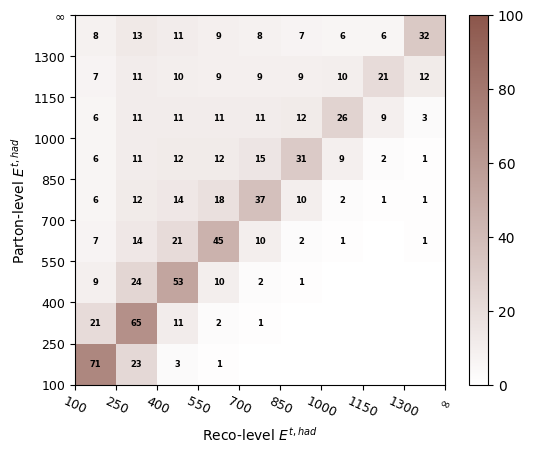 ∞ 8 13 11 9 8 7 6 6 32 100
1300
7 11 10 9 9 9 10 21 12
1150 80
6 11 11 11 11 12 26 9 3
1000
6 11 12 12 15 31 9 2 1 60
850
6 12 14 18 37 10 2 1 1
700
7 14 21 45 10 2 1 1 40
550
9 24 53 10 2 1
400
21 65 11 2 1 20
250
71 23 3 1
100 0
100 250 400 550 700 850 1000 1150 1300 ∞
Reco-level E^{t, had}
Parton-level E^{t, had}